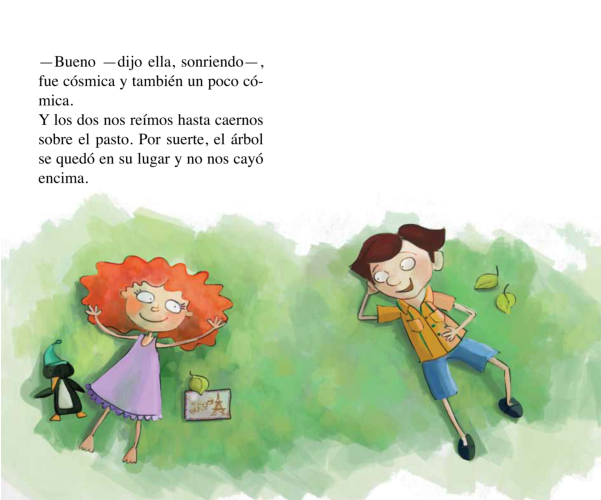 —Bueno —dijo ella, sonriendo—,
fue cósmica y también un poco có-
mica.
Y los dos nos reímos hasta caernos
sobre el pasto. Por suerte, el árbol
se quedó en su lugar y no nos cayó
encima.